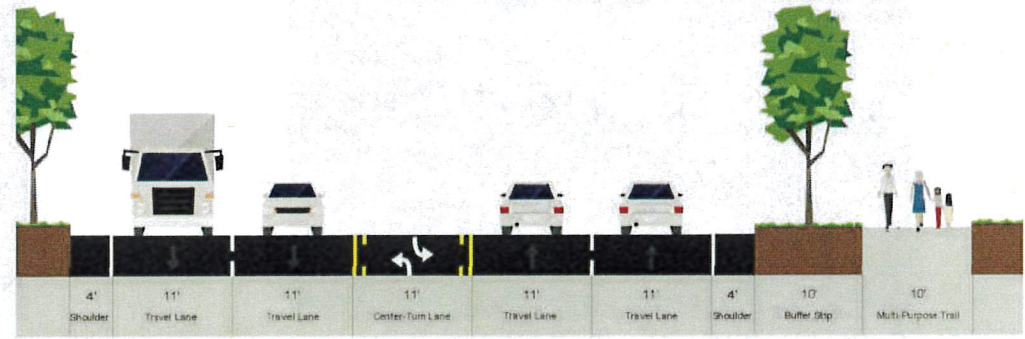 4' 11' 11' 11' 11' 11' 4' 10' 10'
Shoulder Travel Lane Travel Lane Center-Turn Lane Travel Lane Travel Lane Shoulder Buffer Strip Multi-Purpose Trail